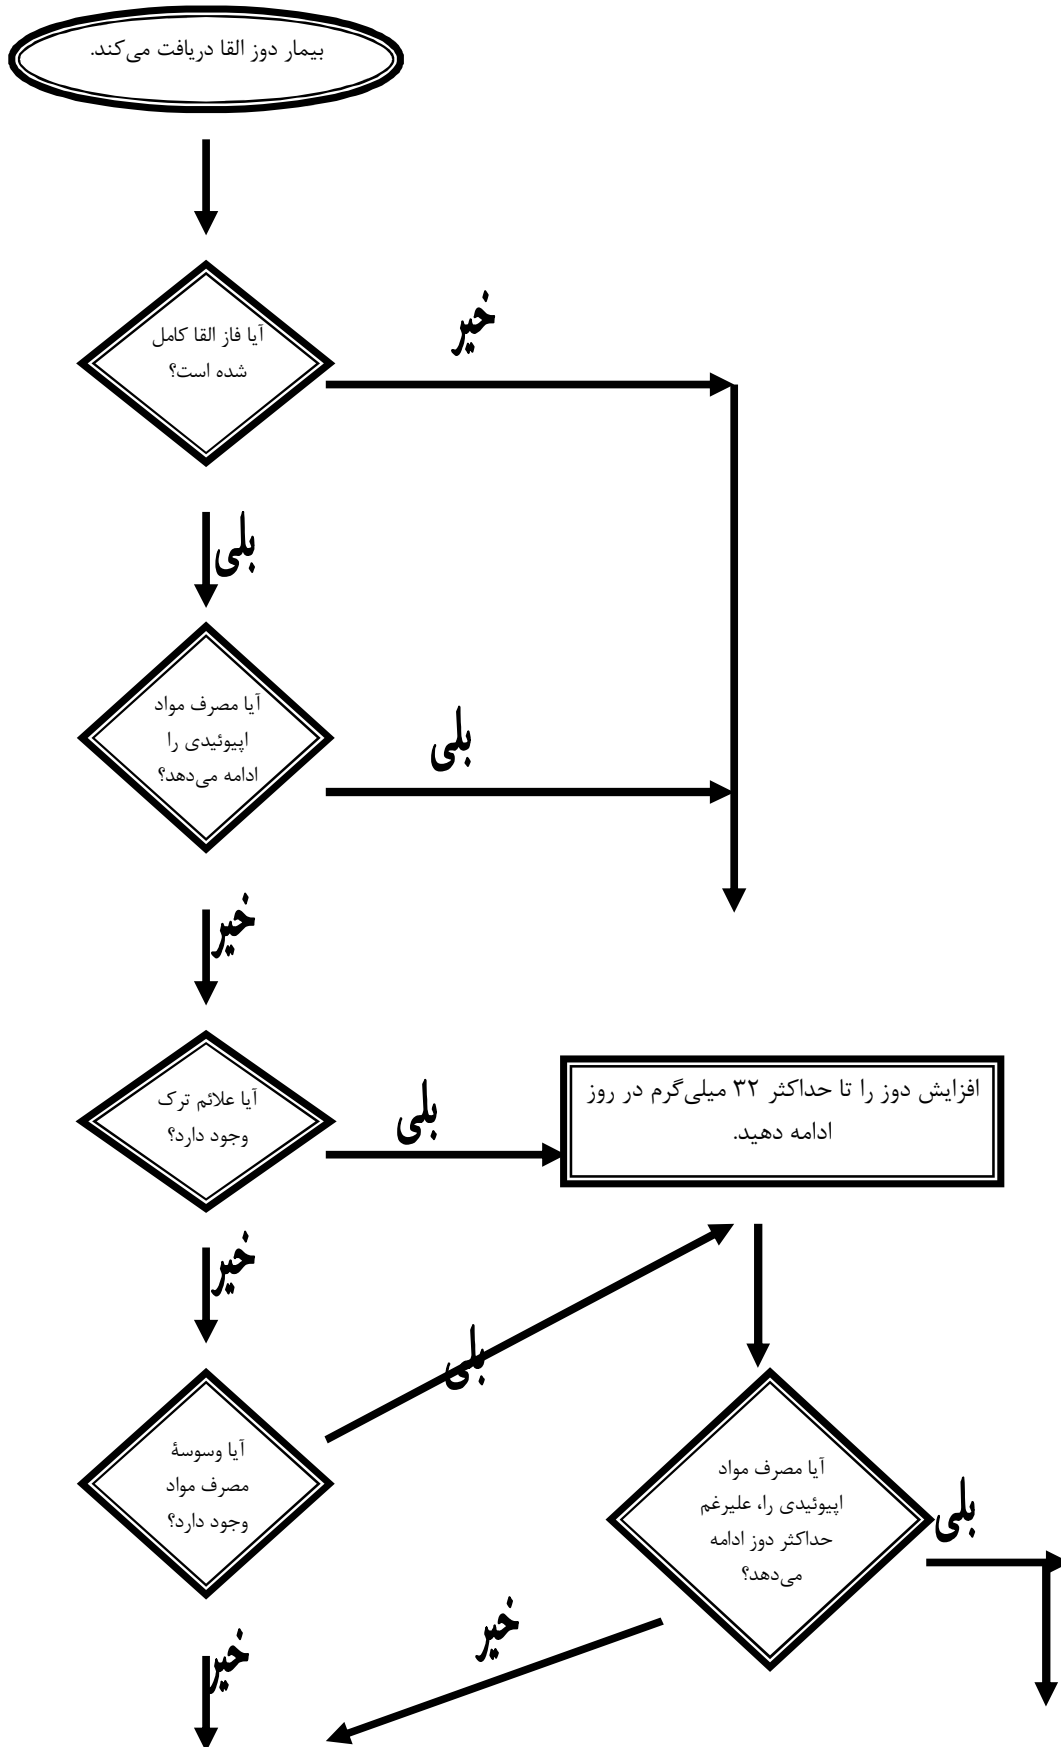 بیمار دوز القا دریافت می‌کند.
آیا فاز القا کامل
شده است؟
خیر
بلی
آیا مصرف مواد
اپیوئیدی را
ادامه می‌دهد؟
بلی
خیر
آیا علائم ترک
وجود دارد؟
بلی
افزایش دوز را تا حداکثر ۳۲ میلی‌گرم در روز
ادامه دهید.
خیر
بلی
آیا وسوسهٔ
مصرف مواد
وجود دارد؟
آیا مصرف مواد
اپیوئیدی را، علیرغم
حداکثر دوز ادامه
می‌دهد؟
بلی
خیر
خیر